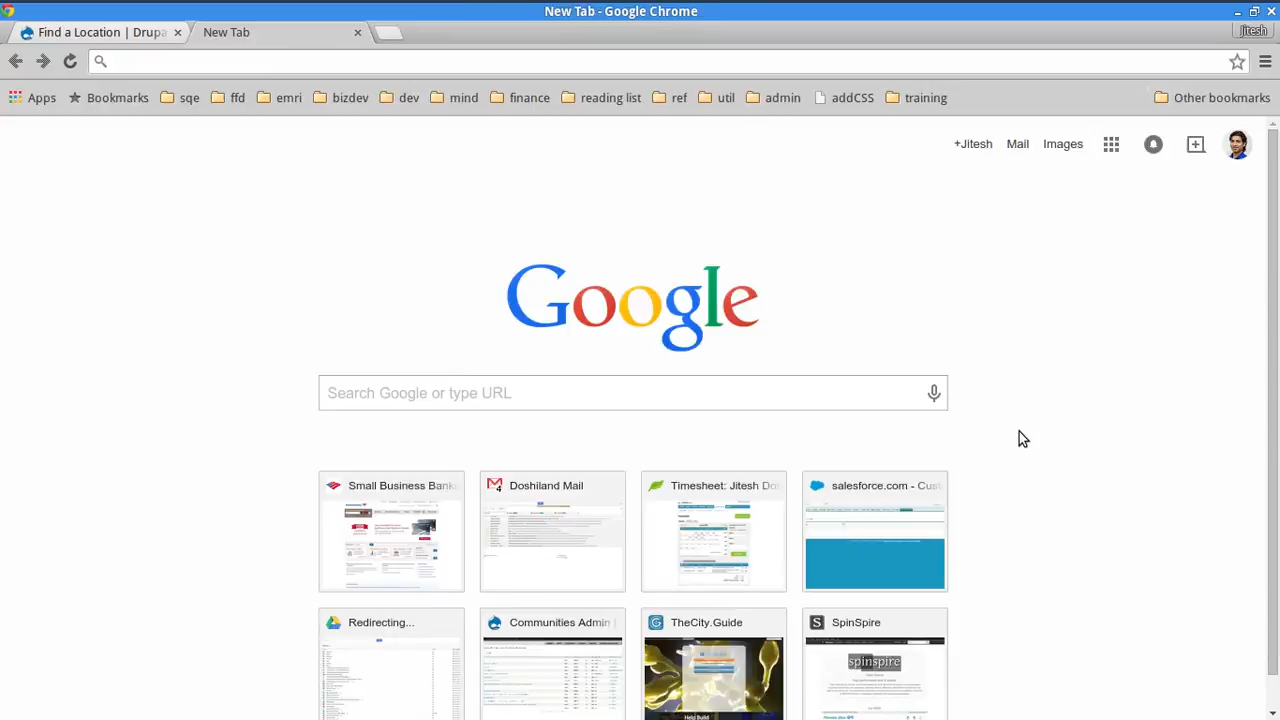 New Tab - Google Chrome
Find a Location | Drupa
New Tab
Jitesh
Apps
Bookmarks
sqe
ffd
emri
bizdev
dev
mind
finance
reading list
ref
util
admin
addCSS
training
Other bookmarks
+Jitesh
Mail
Images
Google
Search Google or type URL
Small Business Bank
Doshiland Mail
Timesheet: Jitesh Do
salesforce.com - Cust
Redirecting...
Communities Admin
TheCity.Guide
SpinSpire
spinspire
Help Build